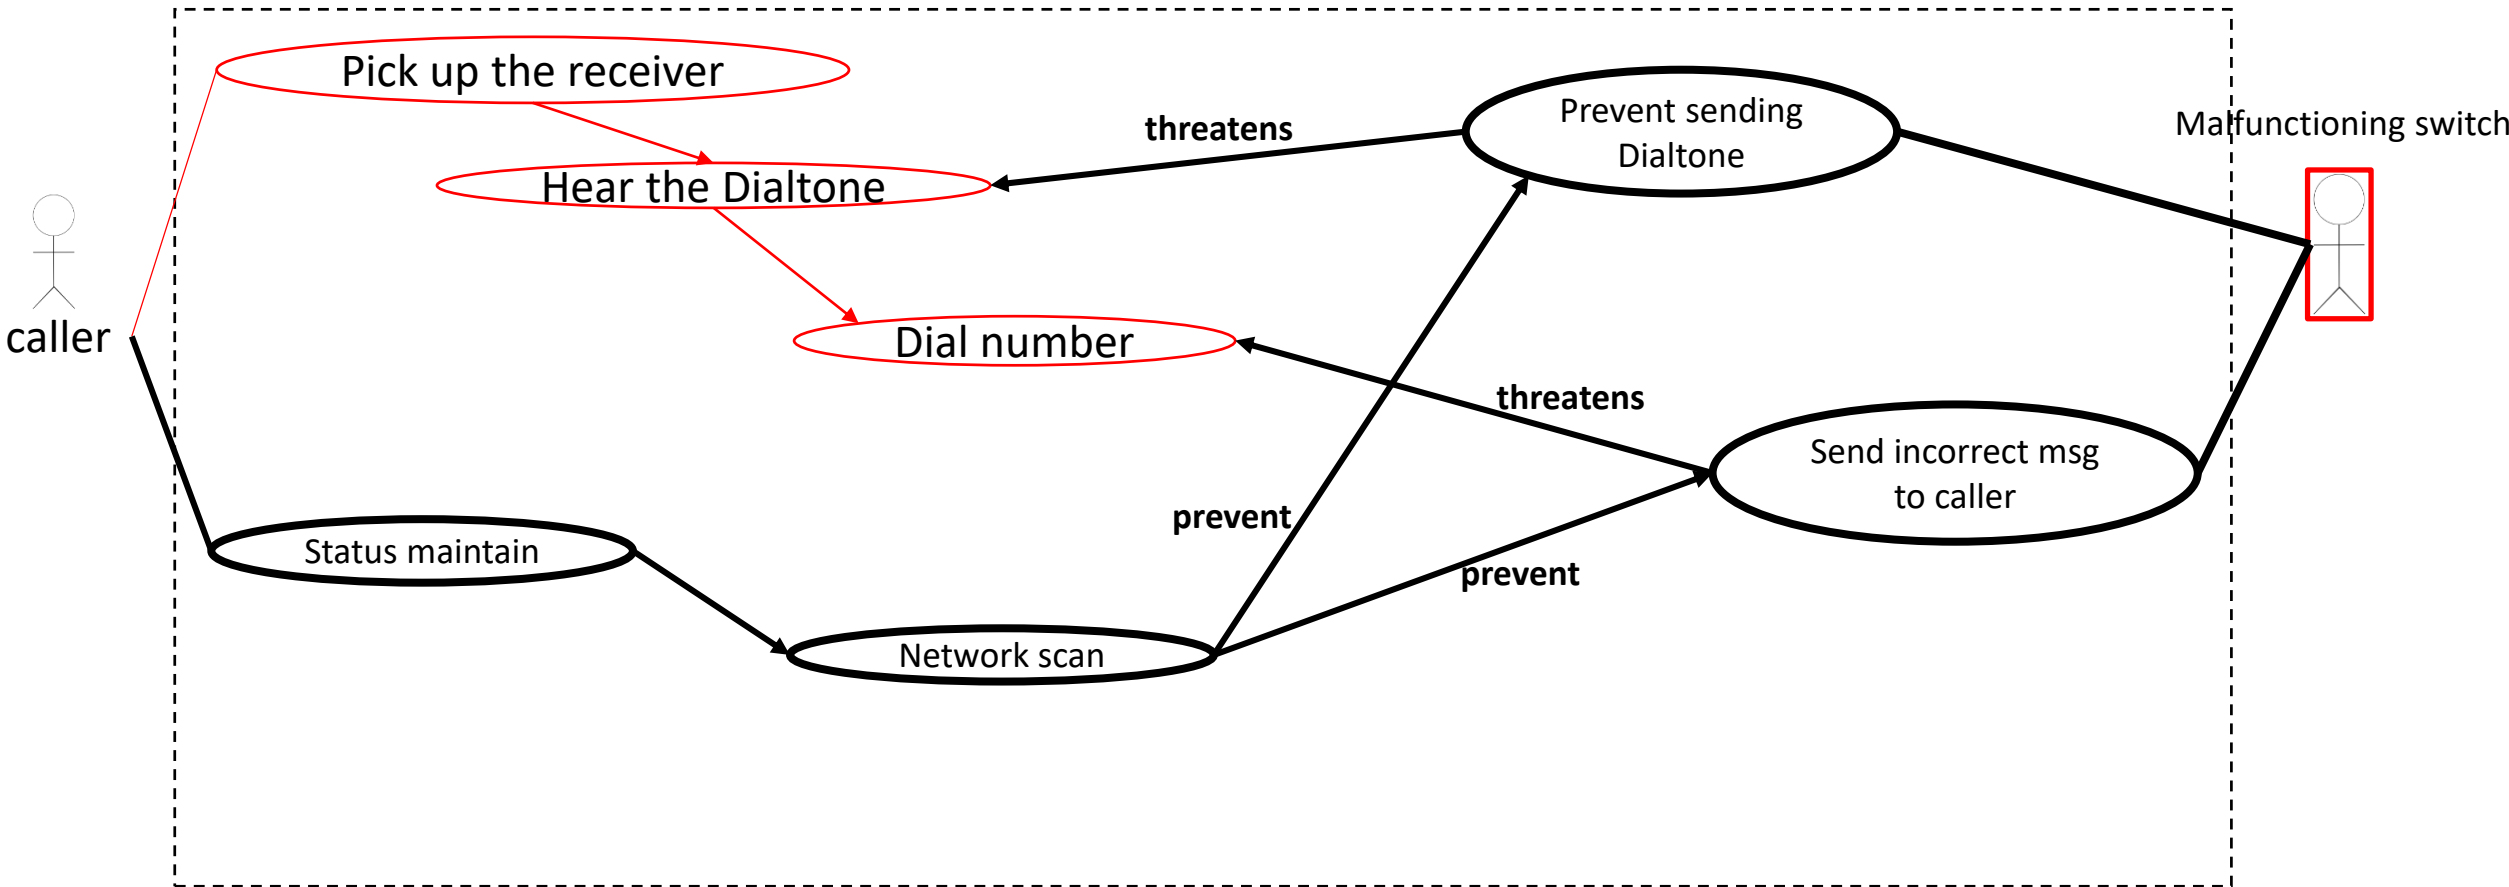 Pick up the receiver
Prevent sending
Dialtone
Malfunctioning switch
threatens
Hear the Dialtone
caller
Dial number
threatens
Send incorrect msg
to caller
prevent
Status maintain
prevent
Network scan